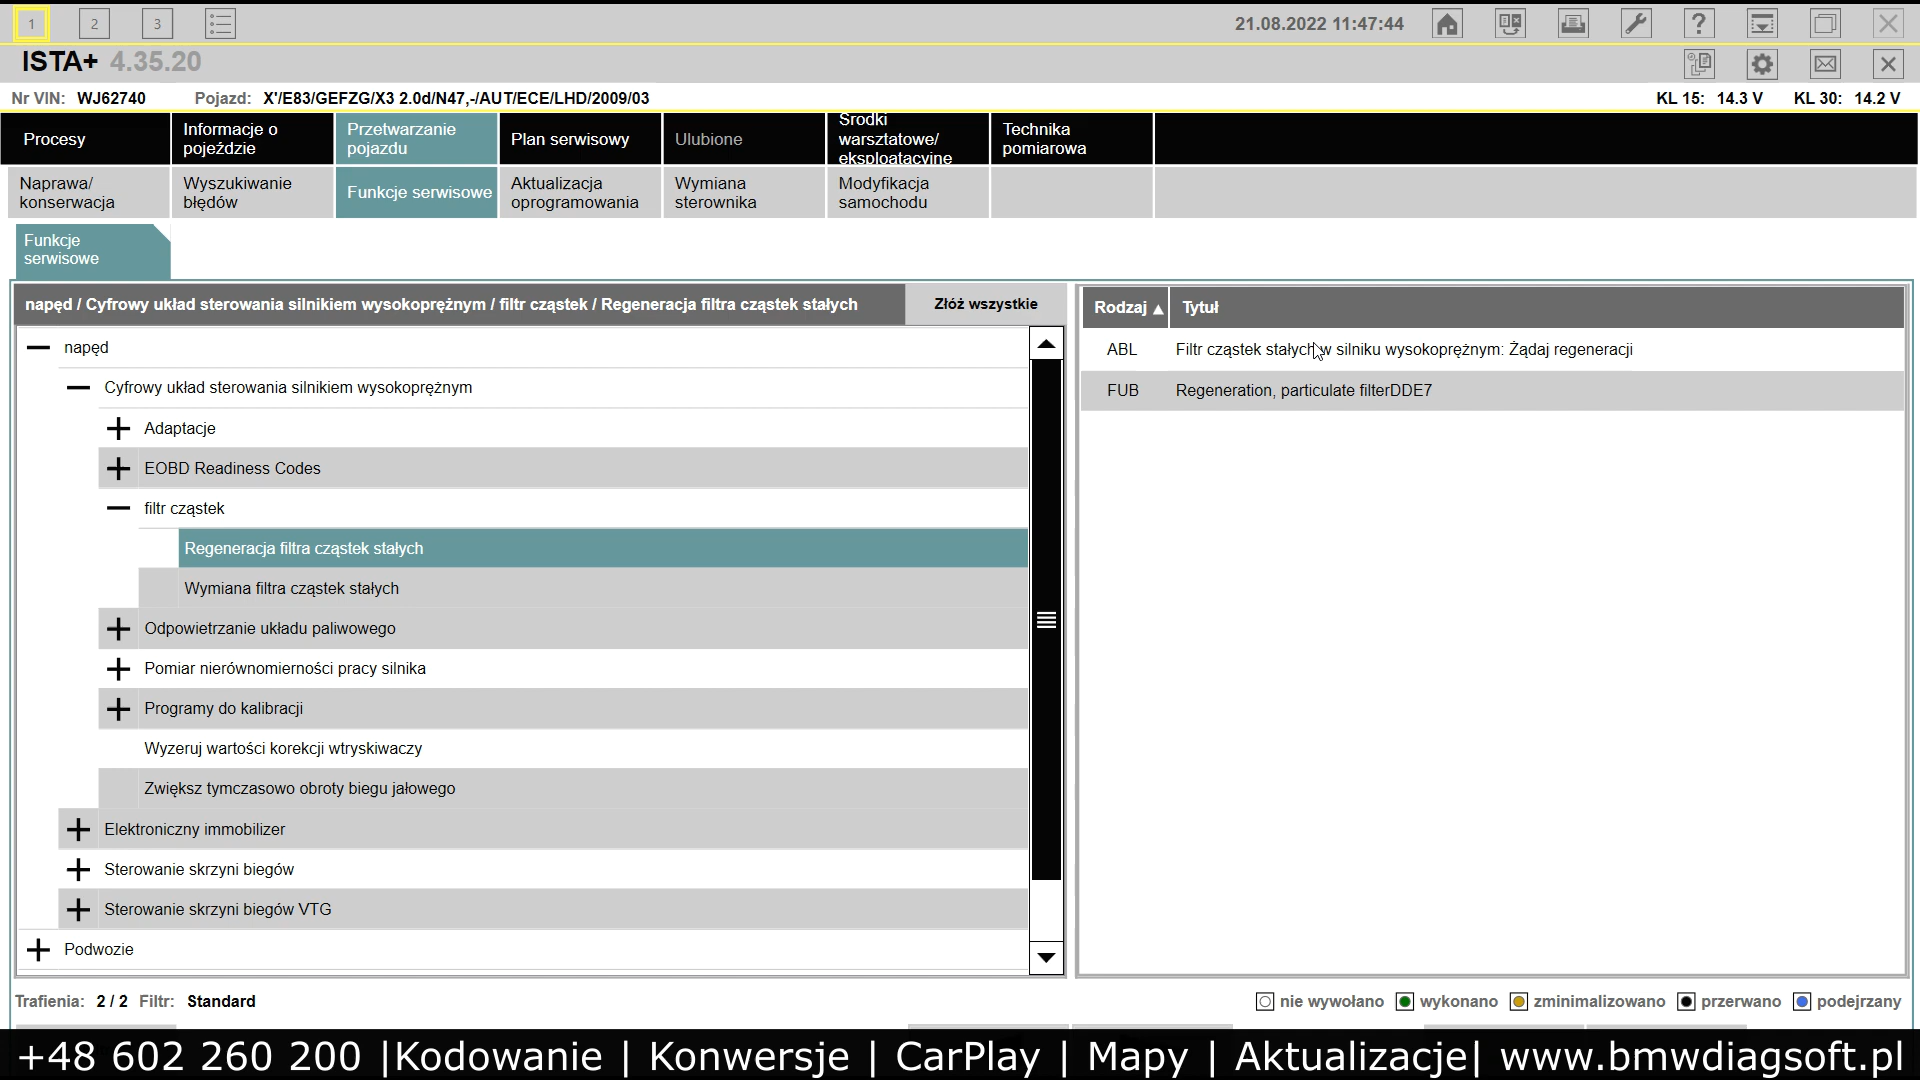 1 2 3 21.08.2022 11:47:44 ?
ISTA+ 4.35.20
Nr VIN: WJ62740 Pojazd: X'/E83/GEFZG/X3 2.0d/N47,-/AUT/ECE/LHD/2009/03 KL 15: 14.3 V KL 30: 14.2 V
Procesy
Informacje o
pojeździe
Przetwarzanie
pojazdu
Plan serwisowy
Ulubione
Środki
warsztatowe/
eksploatacyjne
Technika
pomiarowa
Naprawa/
konserwacja
Wyszukiwanie
błędów
Funkcje serwisowe
Aktualizacja
oprogramowania
Wymiana
sterownika
Modyfikacja
samochodu
Funkcje
serwisowe
napęd / Cyfrowy układ sterowania silnikiem wysokoprężnym / filtr cząstek / Regeneracja filtra cząstek stałych
Złóż wszystkie
napęd
Cyfrowy układ sterowania silnikiem wysokoprężnym
Adaptacje
EOBD Readiness Codes
filtr cząstek
Regeneracja filtra cząstek stałych
Wymiana filtra cząstek stałych
Odpowietrzanie układu paliwowego
Pomiar nierównomierności pracy silnika
Programy do kalibracji
Wyzeruj wartości korekcji wtryskiwaczy
Zwiększ tymczasowo obroty biegu jałowego
Elektroniczny immobilizer
Sterowanie skrzyni biegów
Sterowanie skrzyni biegów VTG
Podwozie
Rodzaj Tytuł
ABL Filtr cząstek stałych w silniku wysokoprężnym: Żądaj regeneracji
FUB Regeneration, particulate filterDDE7
Trafienia: 2 / 2 Filtr: Standard
nie wywołano wykonano zminimalizowano przerwano podejrzany
+48 602 260 200 |Kodowanie | Konwersje | CarPlay | Mapy | Aktualizacje| www.bmwdiagsoft.pl